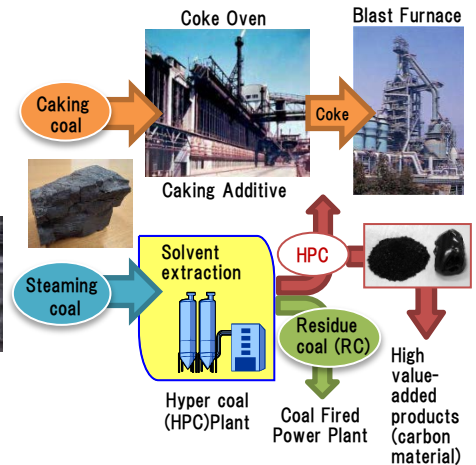 Coke Oven
Blast Furnace
Caking
coal
Coke
Caking Additive
Steaming
coal
Solvent
extraction
HPC
Residue
coal (RC)
Hyper coal
(HPC)Plant
Coal Fired
Power Plant
High
value-
added
products
(carbon
material)